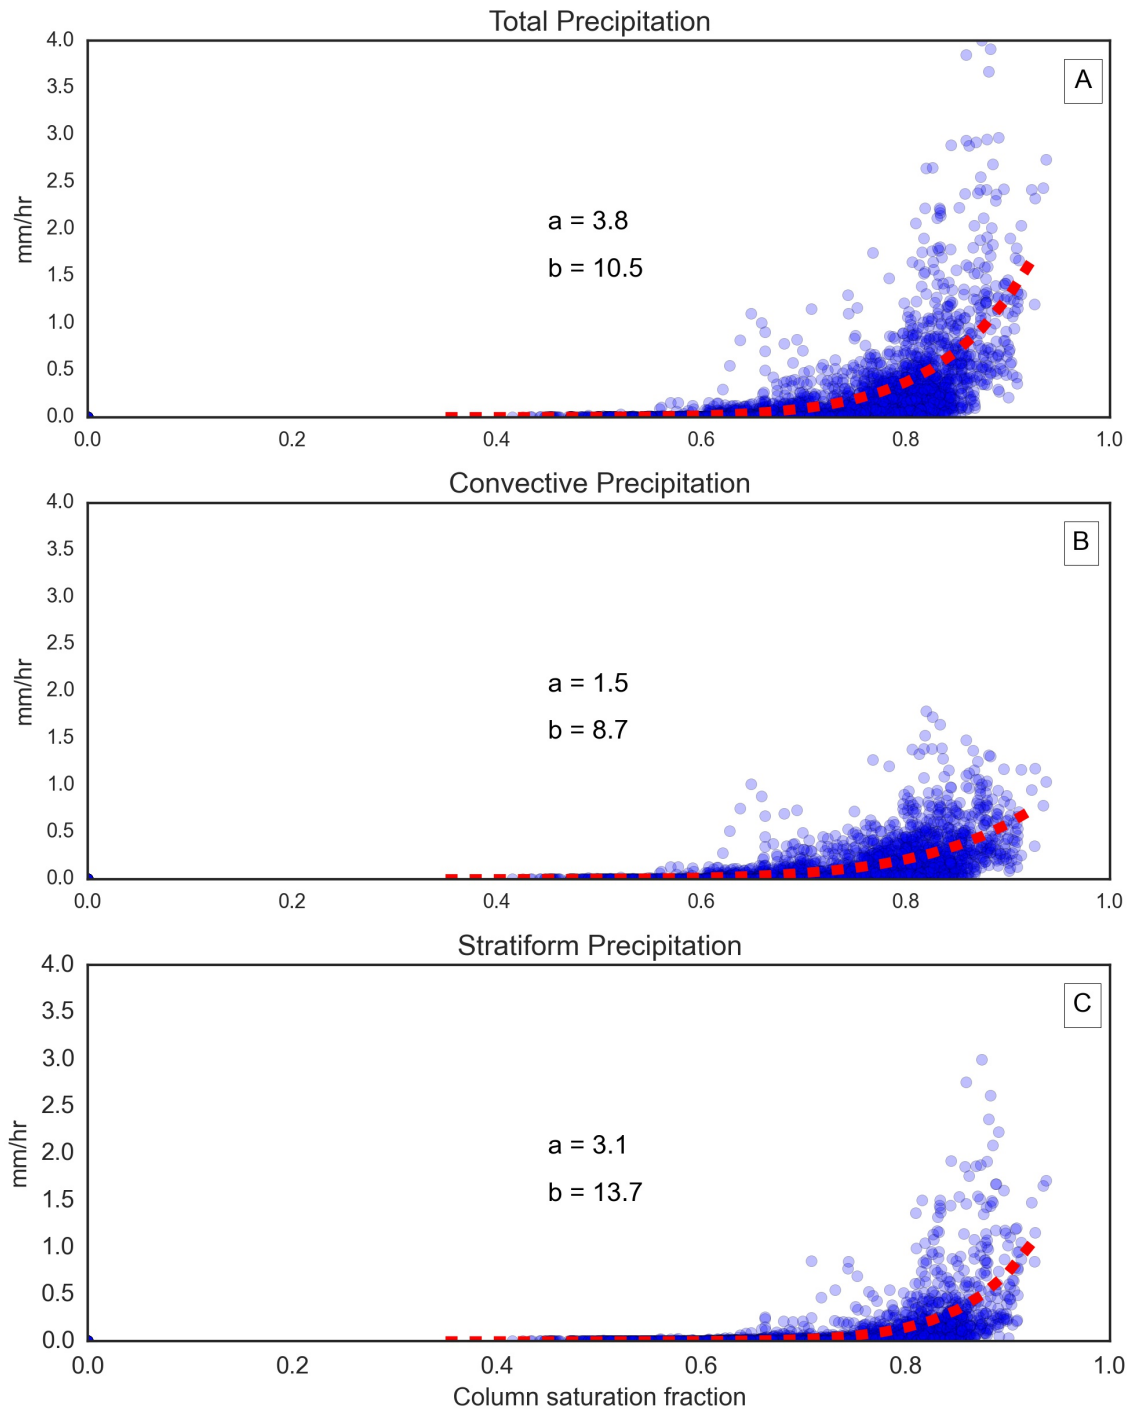 Total Precipitation
4.0
3.5
3.0
2.5
2.0
1.5
1.0
0.5
0.0
mm/hr
A
a = 3.8
b = 10.5
0.0 0.2 0.4 0.6 0.8 1.0
Convective Precipitation
4.0
3.5
3.0
2.5
2.0
1.5
1.0
0.5
0.0
mm/hr
B
a = 1.5
b = 8.7
0.0 0.2 0.4 0.6 0.8 1.0
Stratiform Precipitation
4.0
3.5
3.0
2.5
2.0
1.5
1.0
0.5
0.0
mm/hr
C
a = 3.1
b = 13.7
0.0 0.2 0.4 0.6 0.8 1.0
Column saturation fraction